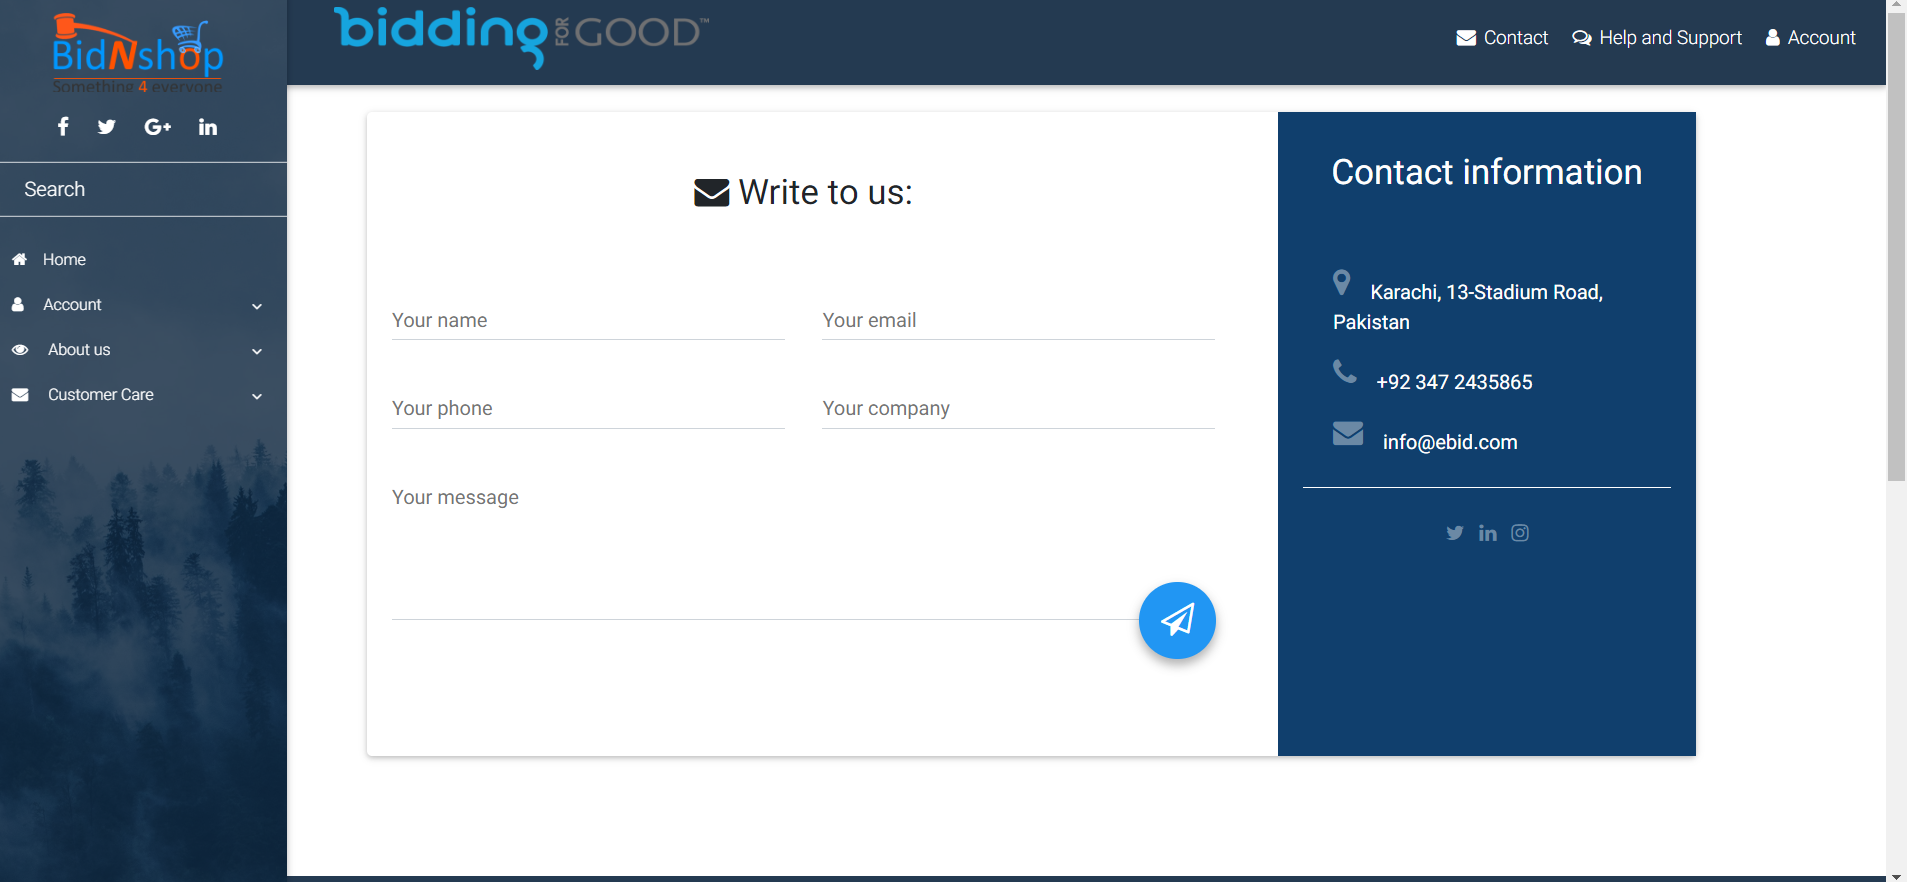 BidNshop
Something 4 everyone
Search
Home
Account
About us
Customer Care
bidding FOR GOOD™
Contact
Help and Support
Account
Write to us:
Your name
Your email
Your phone
Your company
Your message
Contact information
Karachi, 13-Stadium Road,
Pakistan
+92 347 2435865
info@ebid.com